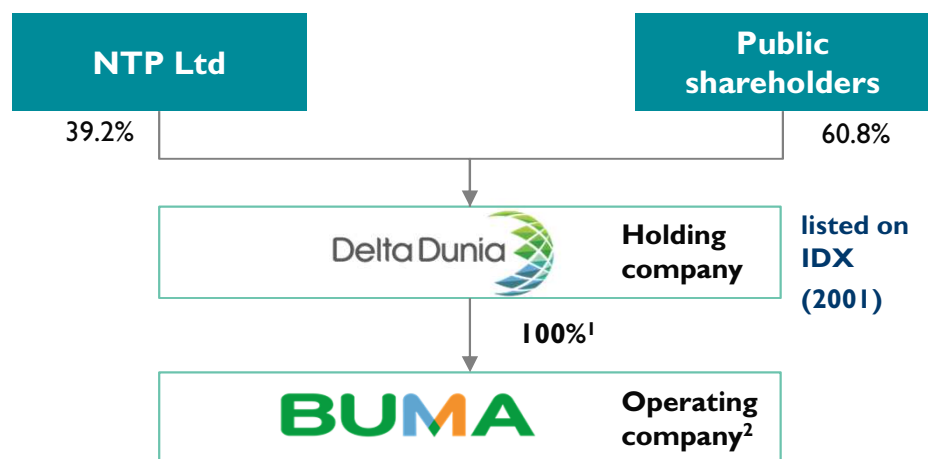 NTP Ltd
Public
shareholders
39.2%
60.8%
Delta Dunia
Holding
company
listed on
IDX
(2001)
100%¹
BUMA
Operating
company²